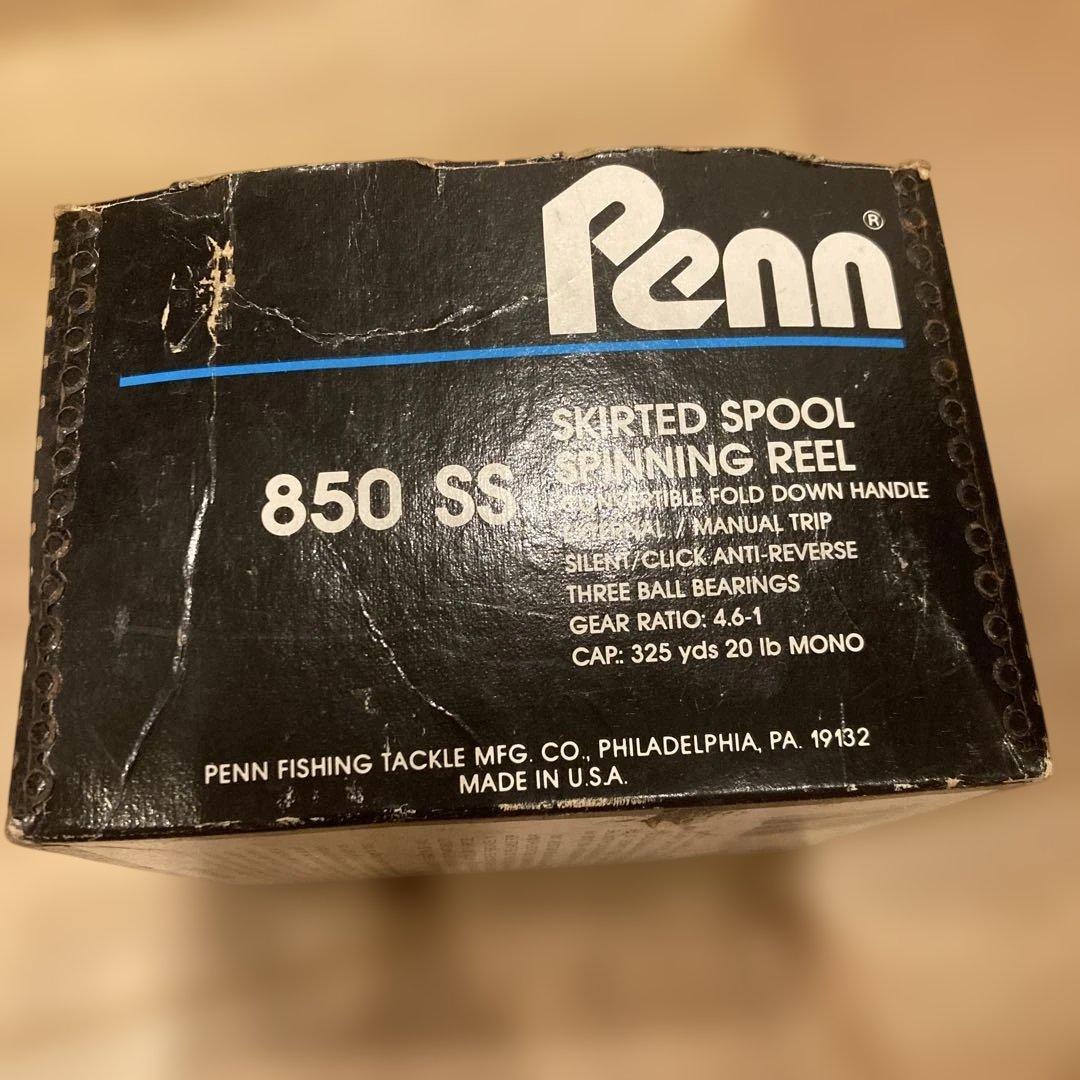 Penn®
850 SS
SKIRTED SPOOL
SPINNING REEL
FOLD DOWN HANDLE
/ MANUAL TRIP
SILENT/CLICK ANTI-REVERSE
THREE BALL BEARINGS
GEAR RATIO: 4.6-1
CAP.: 325 yds 20 lb MONO
PENN FISHING TACKLE MFG. CO., PHILADELPHIA, PA. 19132
MADE IN U.S.A.